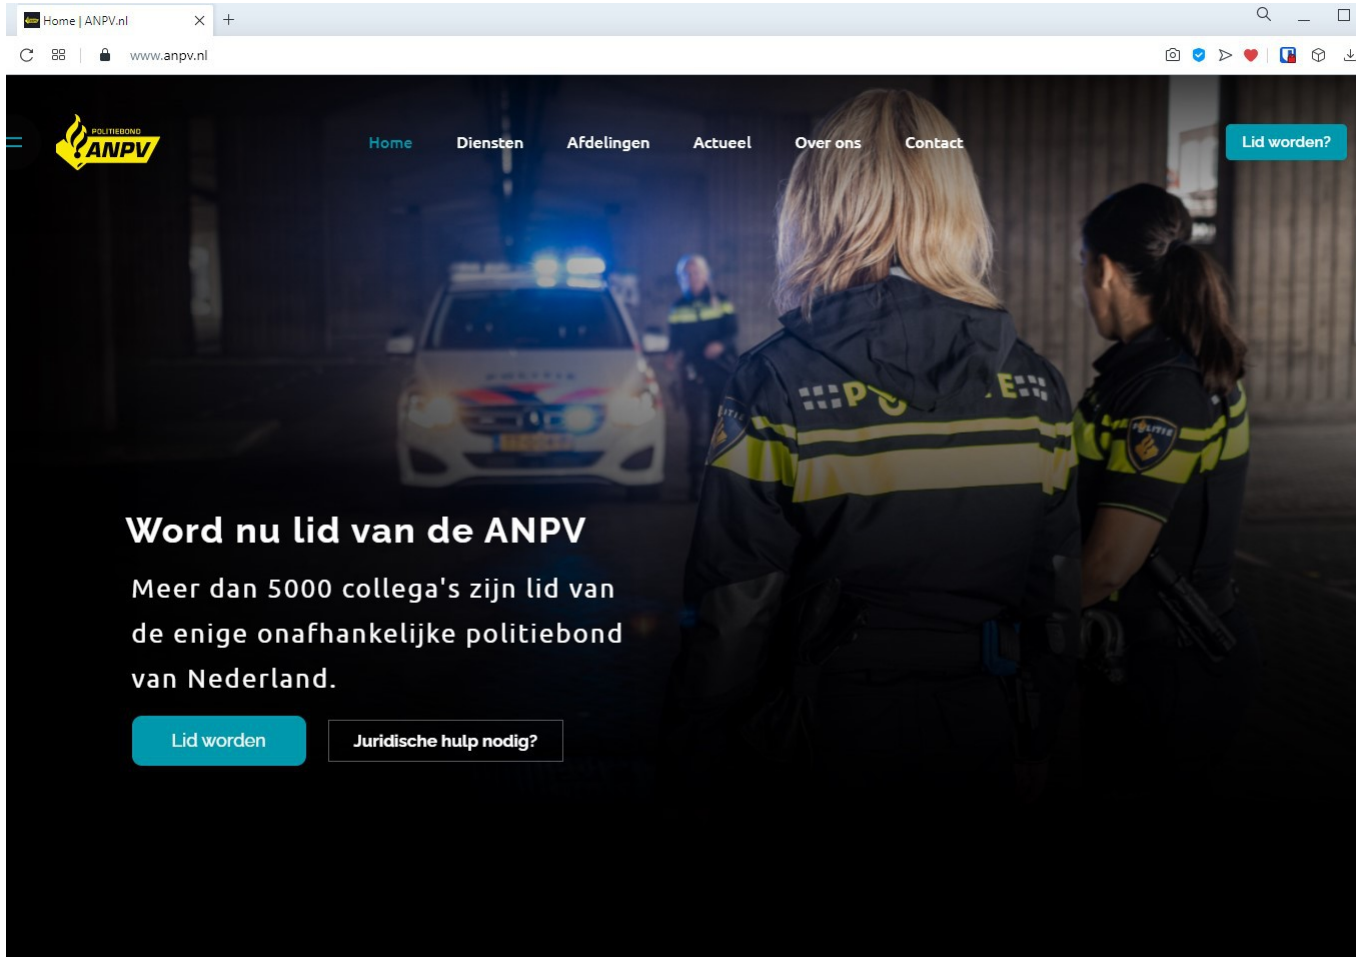 Home | ANPV.nl
www.anpv.nl
POLITIEBOND
ANPV
Home Diensten Afdelingen Actueel Over ons Contact
Lid worden?
POLITIE
P O E
POLITIE
Word nu lid van de ANPV
Meer dan 5000 collega's zijn lid van
de enige onafhankelijke politiebond
van Nederland.
Lid worden
Juridische hulp nodig?